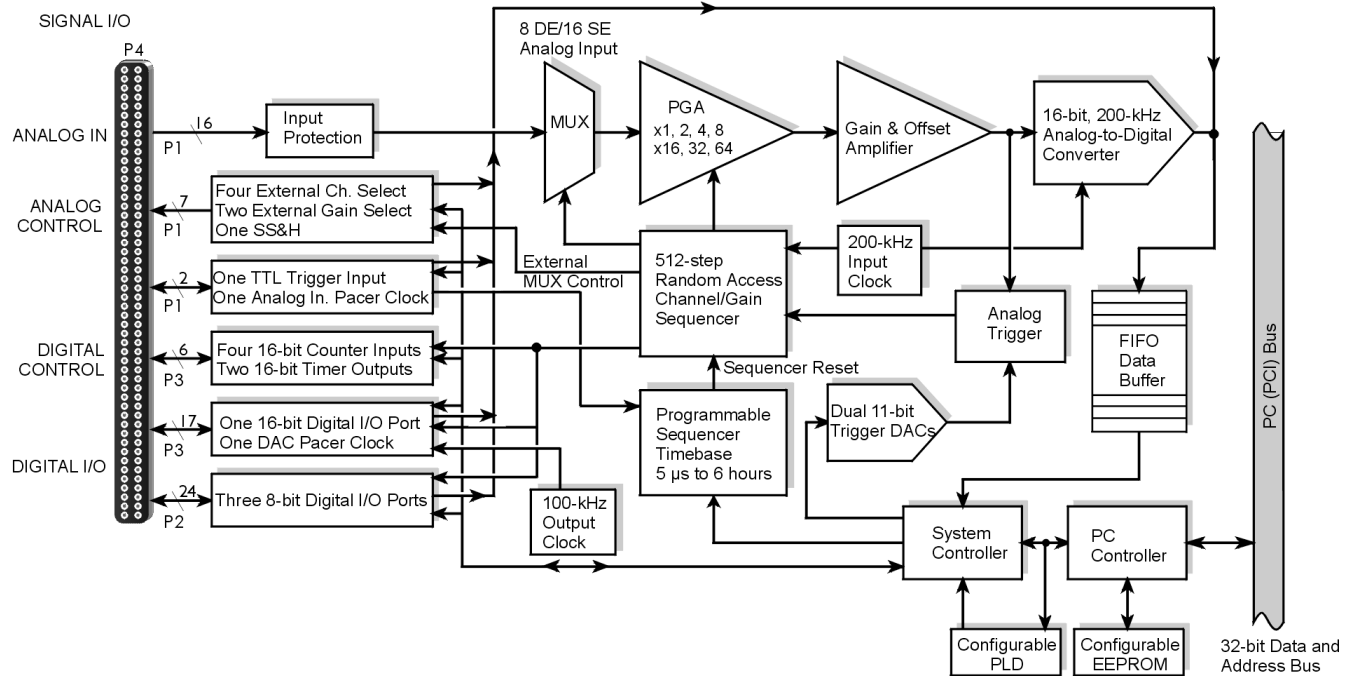 SIGNAL I/O
P4
ANALOG IN
16
P1
Input
Protection
8 DE/16 SE
Analog Input
MUX
PGA
x1, 2, 4, 8
x16, 32, 64
Gain & Offset
Amplifier
16-bit, 200-kHz
Analog-to-Digital
Converter
ANALOG
CONTROL
7
P1
Four External Ch. Select
Two External Gain Select
One SS&H
2
P1
One TTL Trigger Input
One Analog In. Pacer Clock
External
MUX Control
512-step
Random Access
Channel/Gain
Sequencer
200-kHz
Input
Clock
Analog
Trigger
FIFO
Data
Buffer
PC (PCI) Bus
DIGITAL
CONTROL
6
P3
Four 16-bit Counter Inputs
Two 16-bit Timer Outputs
Sequencer Reset
17
P3
One 16-bit Digital I/O Port
One DAC Pacer Clock
Programmable
Sequencer
Timebase
5 µs to 6 hours
Dual 11-bit
Trigger DACs
DIGITAL I/O
24
P2
Three 8-bit Digital I/O Ports
100-kHz
Output
Clock
System
Controller
PC
Controller
Configurable
PLD
Configurable
EEPROM
32-bit Data and
Address Bus